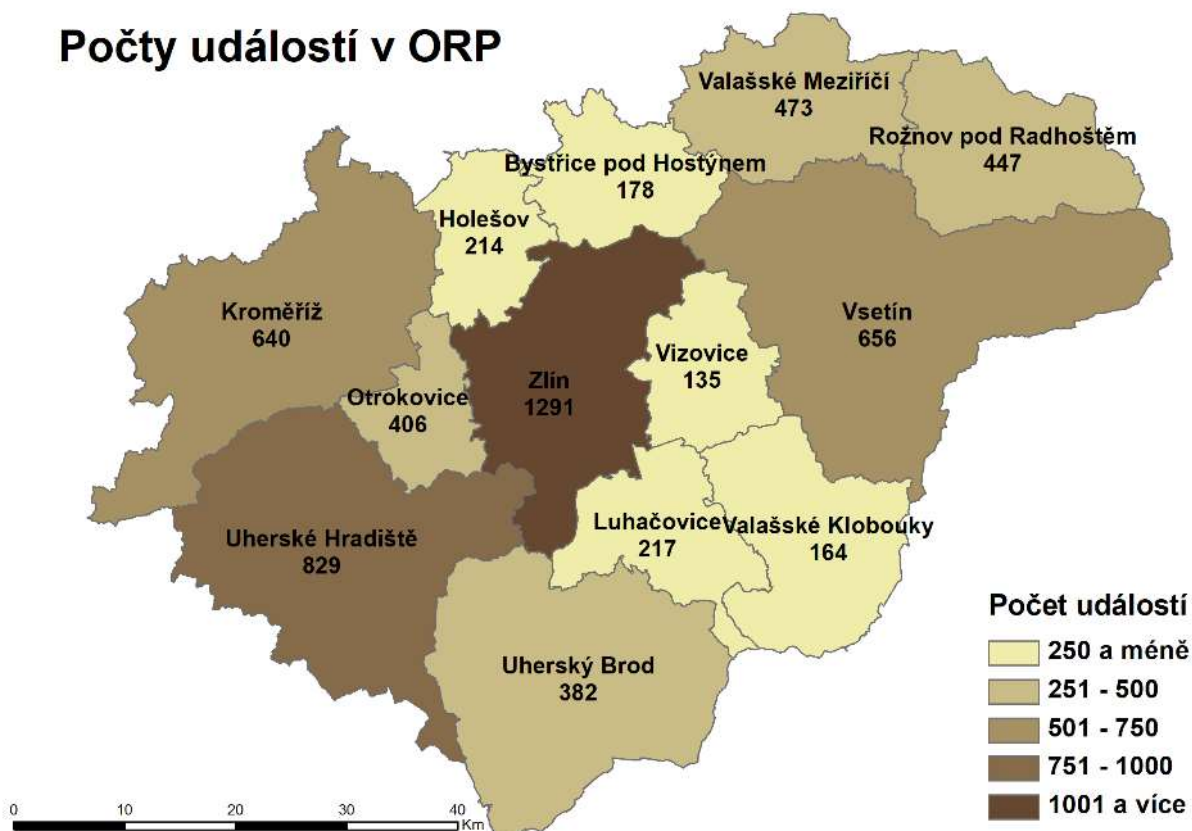 Počty událostí v ORP
Valašské Meziříčí
473
Rožnov pod Radhoštěm
447
Bystřice pod Hostýnem
178
Holešov
214
Kroměříž
640
Vsetín
656
Vizovice
135
Zlín
1291
Otrokovice
406
Luhačovice
217
Valašské Klobouky
164
Uherské Hradiště
829
Uherský Brod
382
Počet událostí
250 a méně
251 - 500
501 - 750
751 - 1000
1001 a více
0 10 20 30 40
Km